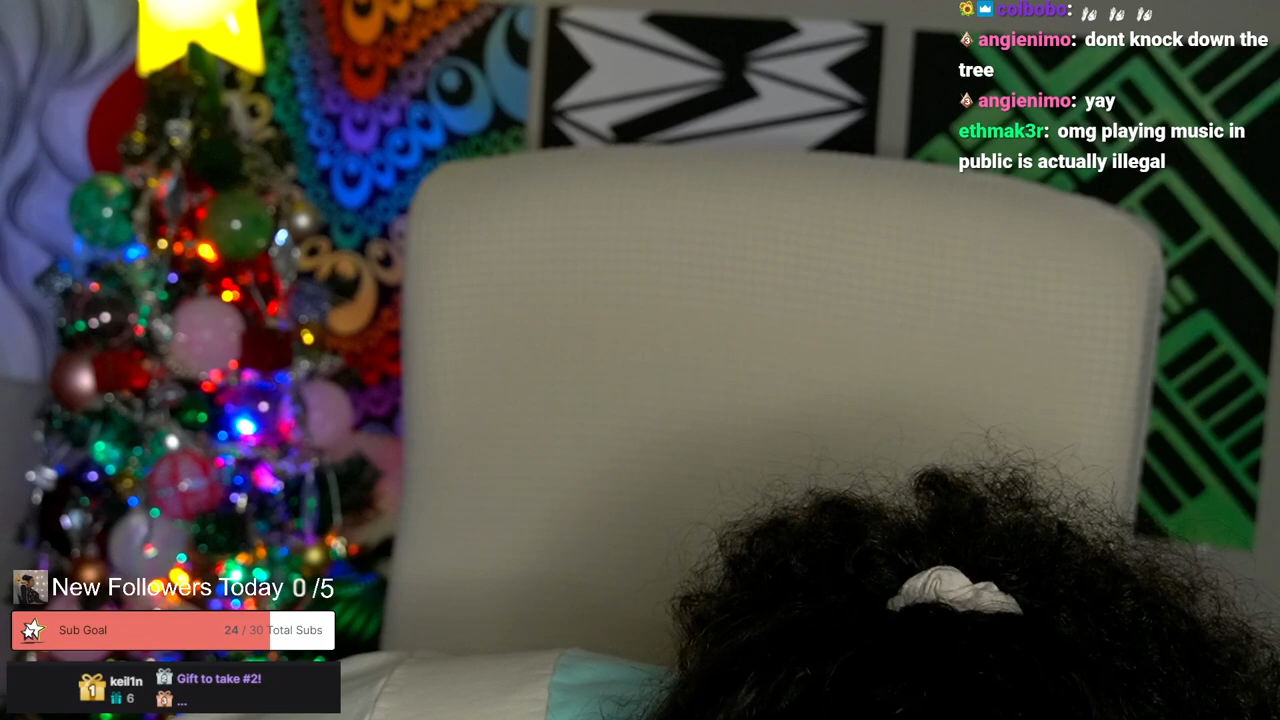 colbobo:
angienimo: dont knock down the
tree
angienimo: yay
ethmak3r: omg playing music in
public is actually illegal
New Followers Today 0 /5
Sub Goal 24 / 30 Total Subs
keil1n
6
Gift to take #2!
...